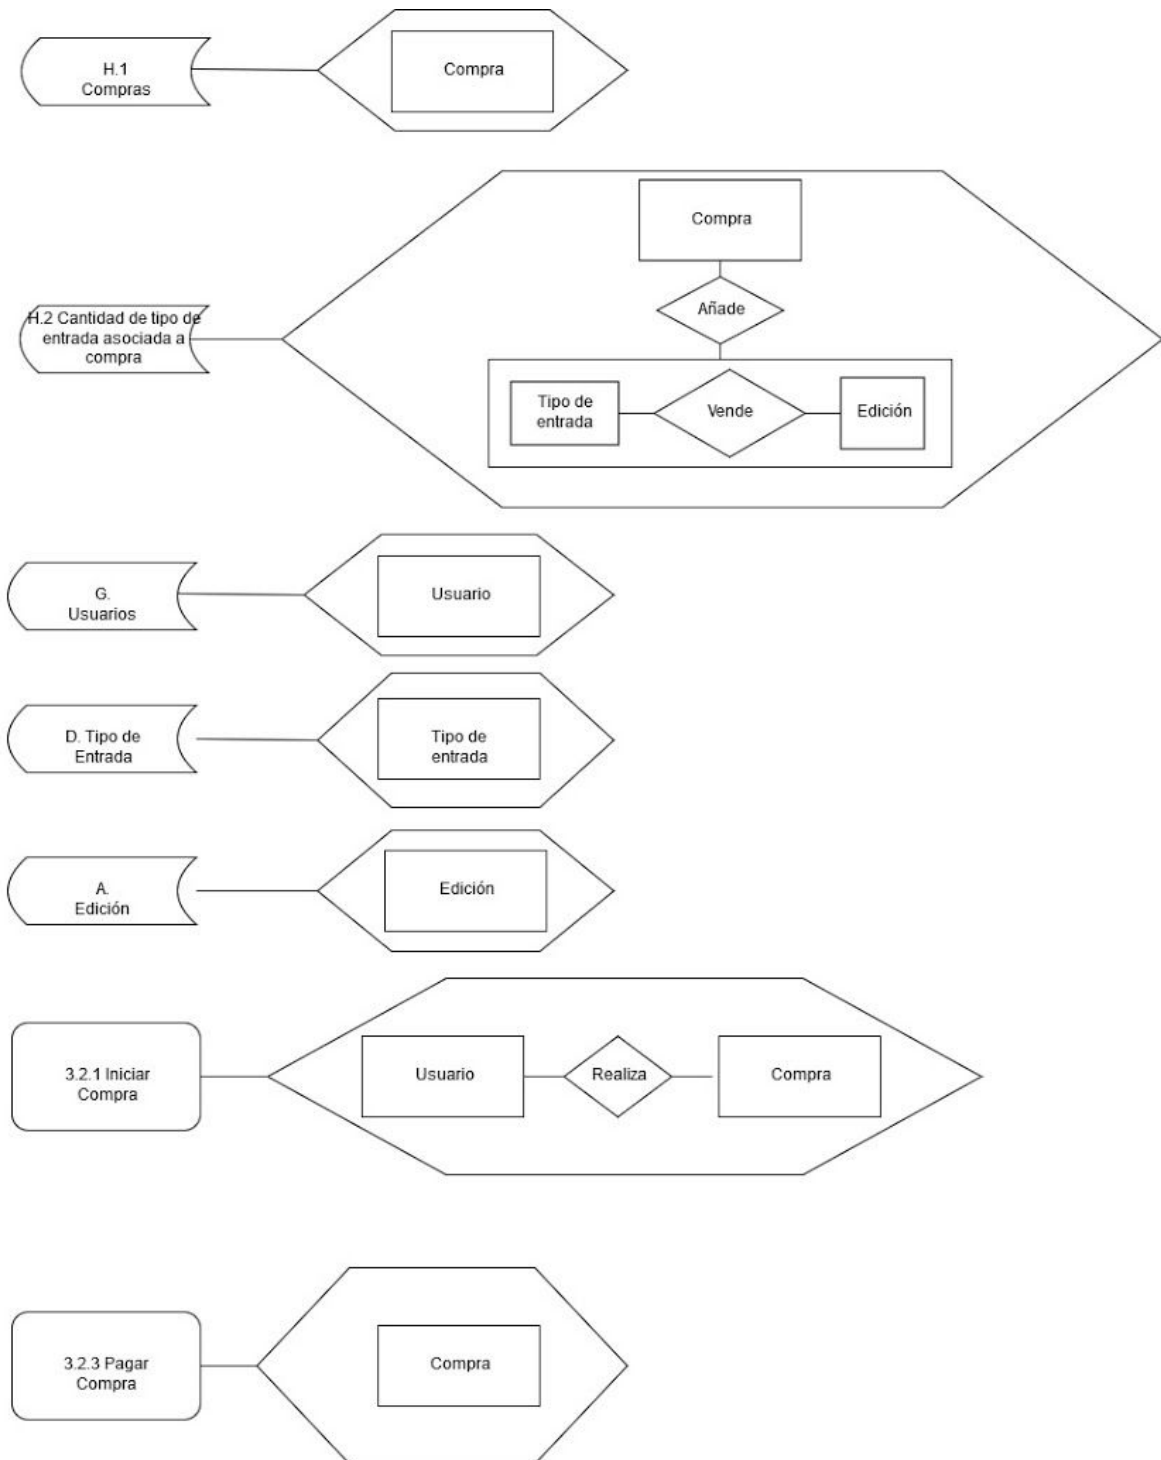 H.1
Compras
Compra
Compra
Añade
H.2 Cantidad de tipo de
entrada asociada a
compra
Tipo de
entrada
Vende
Edición
G.
Usuarios
Usuario
D. Tipo de
Entrada
Tipo de
entrada
A.
Edición
Edición
3.2.1 Iniciar
Compra
Usuario
Realiza
Compra
3.2.3 Pagar
Compra
Compra